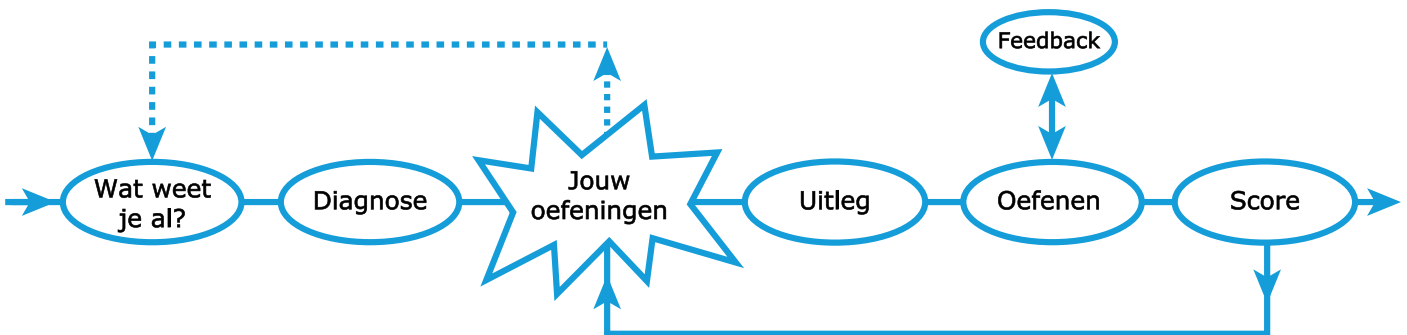 Feedback
Wat weet
je al?
Diagnose
Jouw
oefeningen
Uitleg
Oefenen
Score